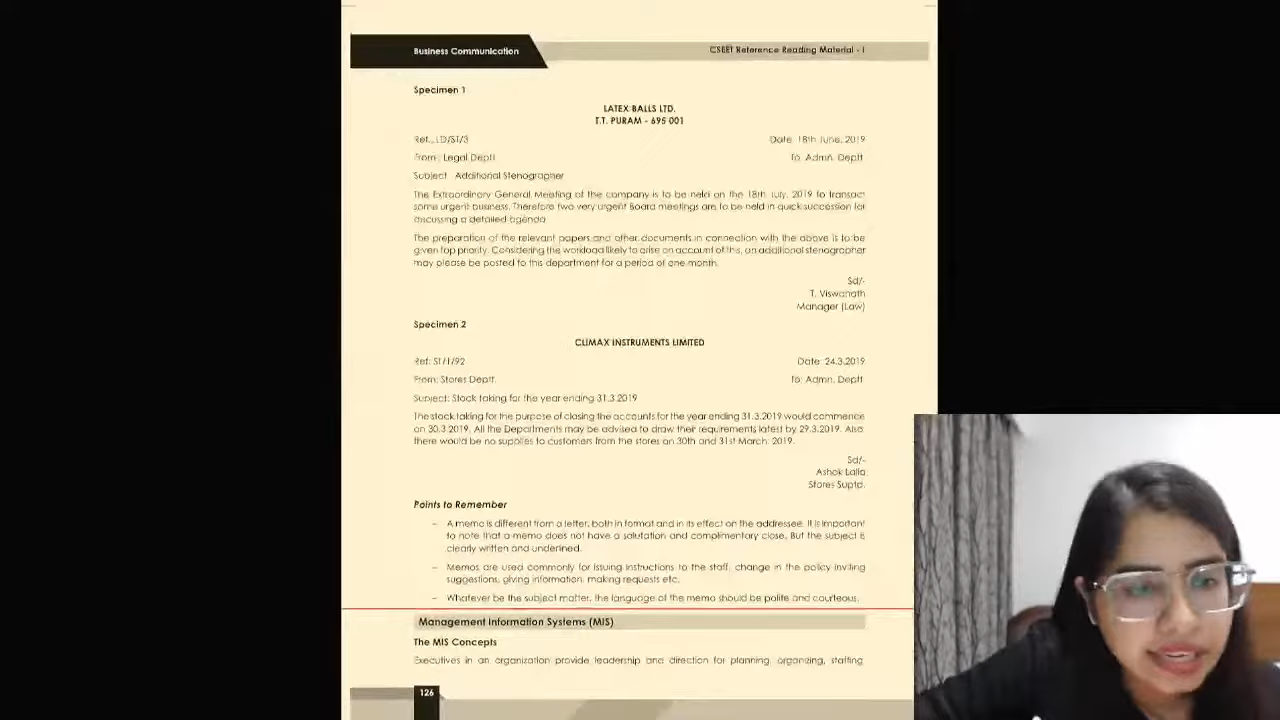 Business Communication
CSEET Reference Reading Material - I
Specimen 1
LATEX BALLS LTD.
T.T. PURAM - 695 001
Ref.: LD/ST/3
Date: 18th June, 2019
From : Legal Deptt
To: Admn. Deptt.
Subject : Additional Stenographer
The Extraordinary General Meeting of the company is to be held on the 18th July, 2019 to transact
some urgent business. Therefore two very urgent Board meetings are to be held in quick succession for
discussing a detailed agenda.
The preparation of the relevant papers and other documents in connection with the above is to be
given top priority. Considering the workload likely to arise on account of this, an additional stenographer
may please be posted to this department for a period of one month.
Sd/-
T. Viswanath
Manager (Law)
Specimen 2
CLIMAX INSTRUMENTS LIMITED
Ref: ST/1/92
Date: 24.3.2019
From: Stores Deptt.
To: Admn. Deptt.
Subject: Stock taking for the year ending 31.3.2019
The stock taking for the purpose of closing the accounts for the year ending 31.3.2019 would commence
on 30.3.2019. All the Departments may be advised to draw their requirements latest by 29.3.2019. Also
there would be no supplies to customers from the stores on 30th and 31st March, 2019.
Sd/-
Ashok Lalla
Stores Suptd.
Points to Remember
– A memo is different from a letter, both in format and in its effect on the addressee. It is important
to note that a memo does not have a salutation and complimentary close. But the subject is
clearly written and underlined.
– Memos are used commonly for issuing instructions to the staff, change in the policy inviting
suggestions, giving information, making requests etc.
– Whatever be the subject matter, the language of the memo should be polite and courteous.
Management Information Systems (MIS)
The MIS Concepts
Executives in an organization provide leadership and direction for planning, organizing, staffing,
126